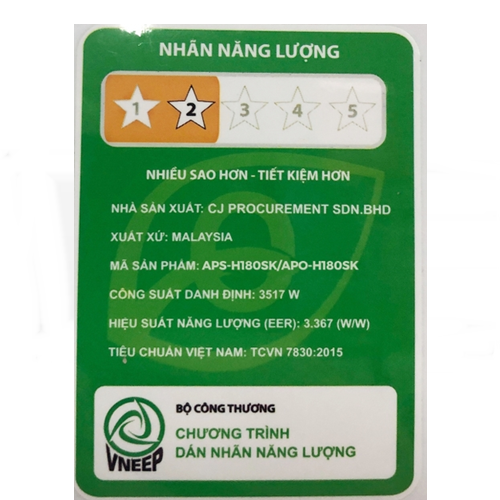 NHÃN NĂNG LƯỢNG
1 2 3 4 5
NHIỀU SAO HƠN - TIẾT KIỆM HƠN
NHÀ SẢN XUẤT: CJ PROCUREMENT SDN.BHD
XUẤT XỨ: MALAYSIA
MÃ SẢN PHẨM: APS-H180SK/APO-H180SK
CÔNG SUẤT DANH ĐỊNH: 3517 W
HIỆU SUẤT NĂNG LƯỢNG (EER): 3.367 (W/W)
TIÊU CHUẨN VIỆT NAM: TCVN 7830:2015
BỘ CÔNG THƯƠNG
CHƯƠNG TRÌNH
DÁN NHÃN NĂNG LƯỢNG
VNEEP